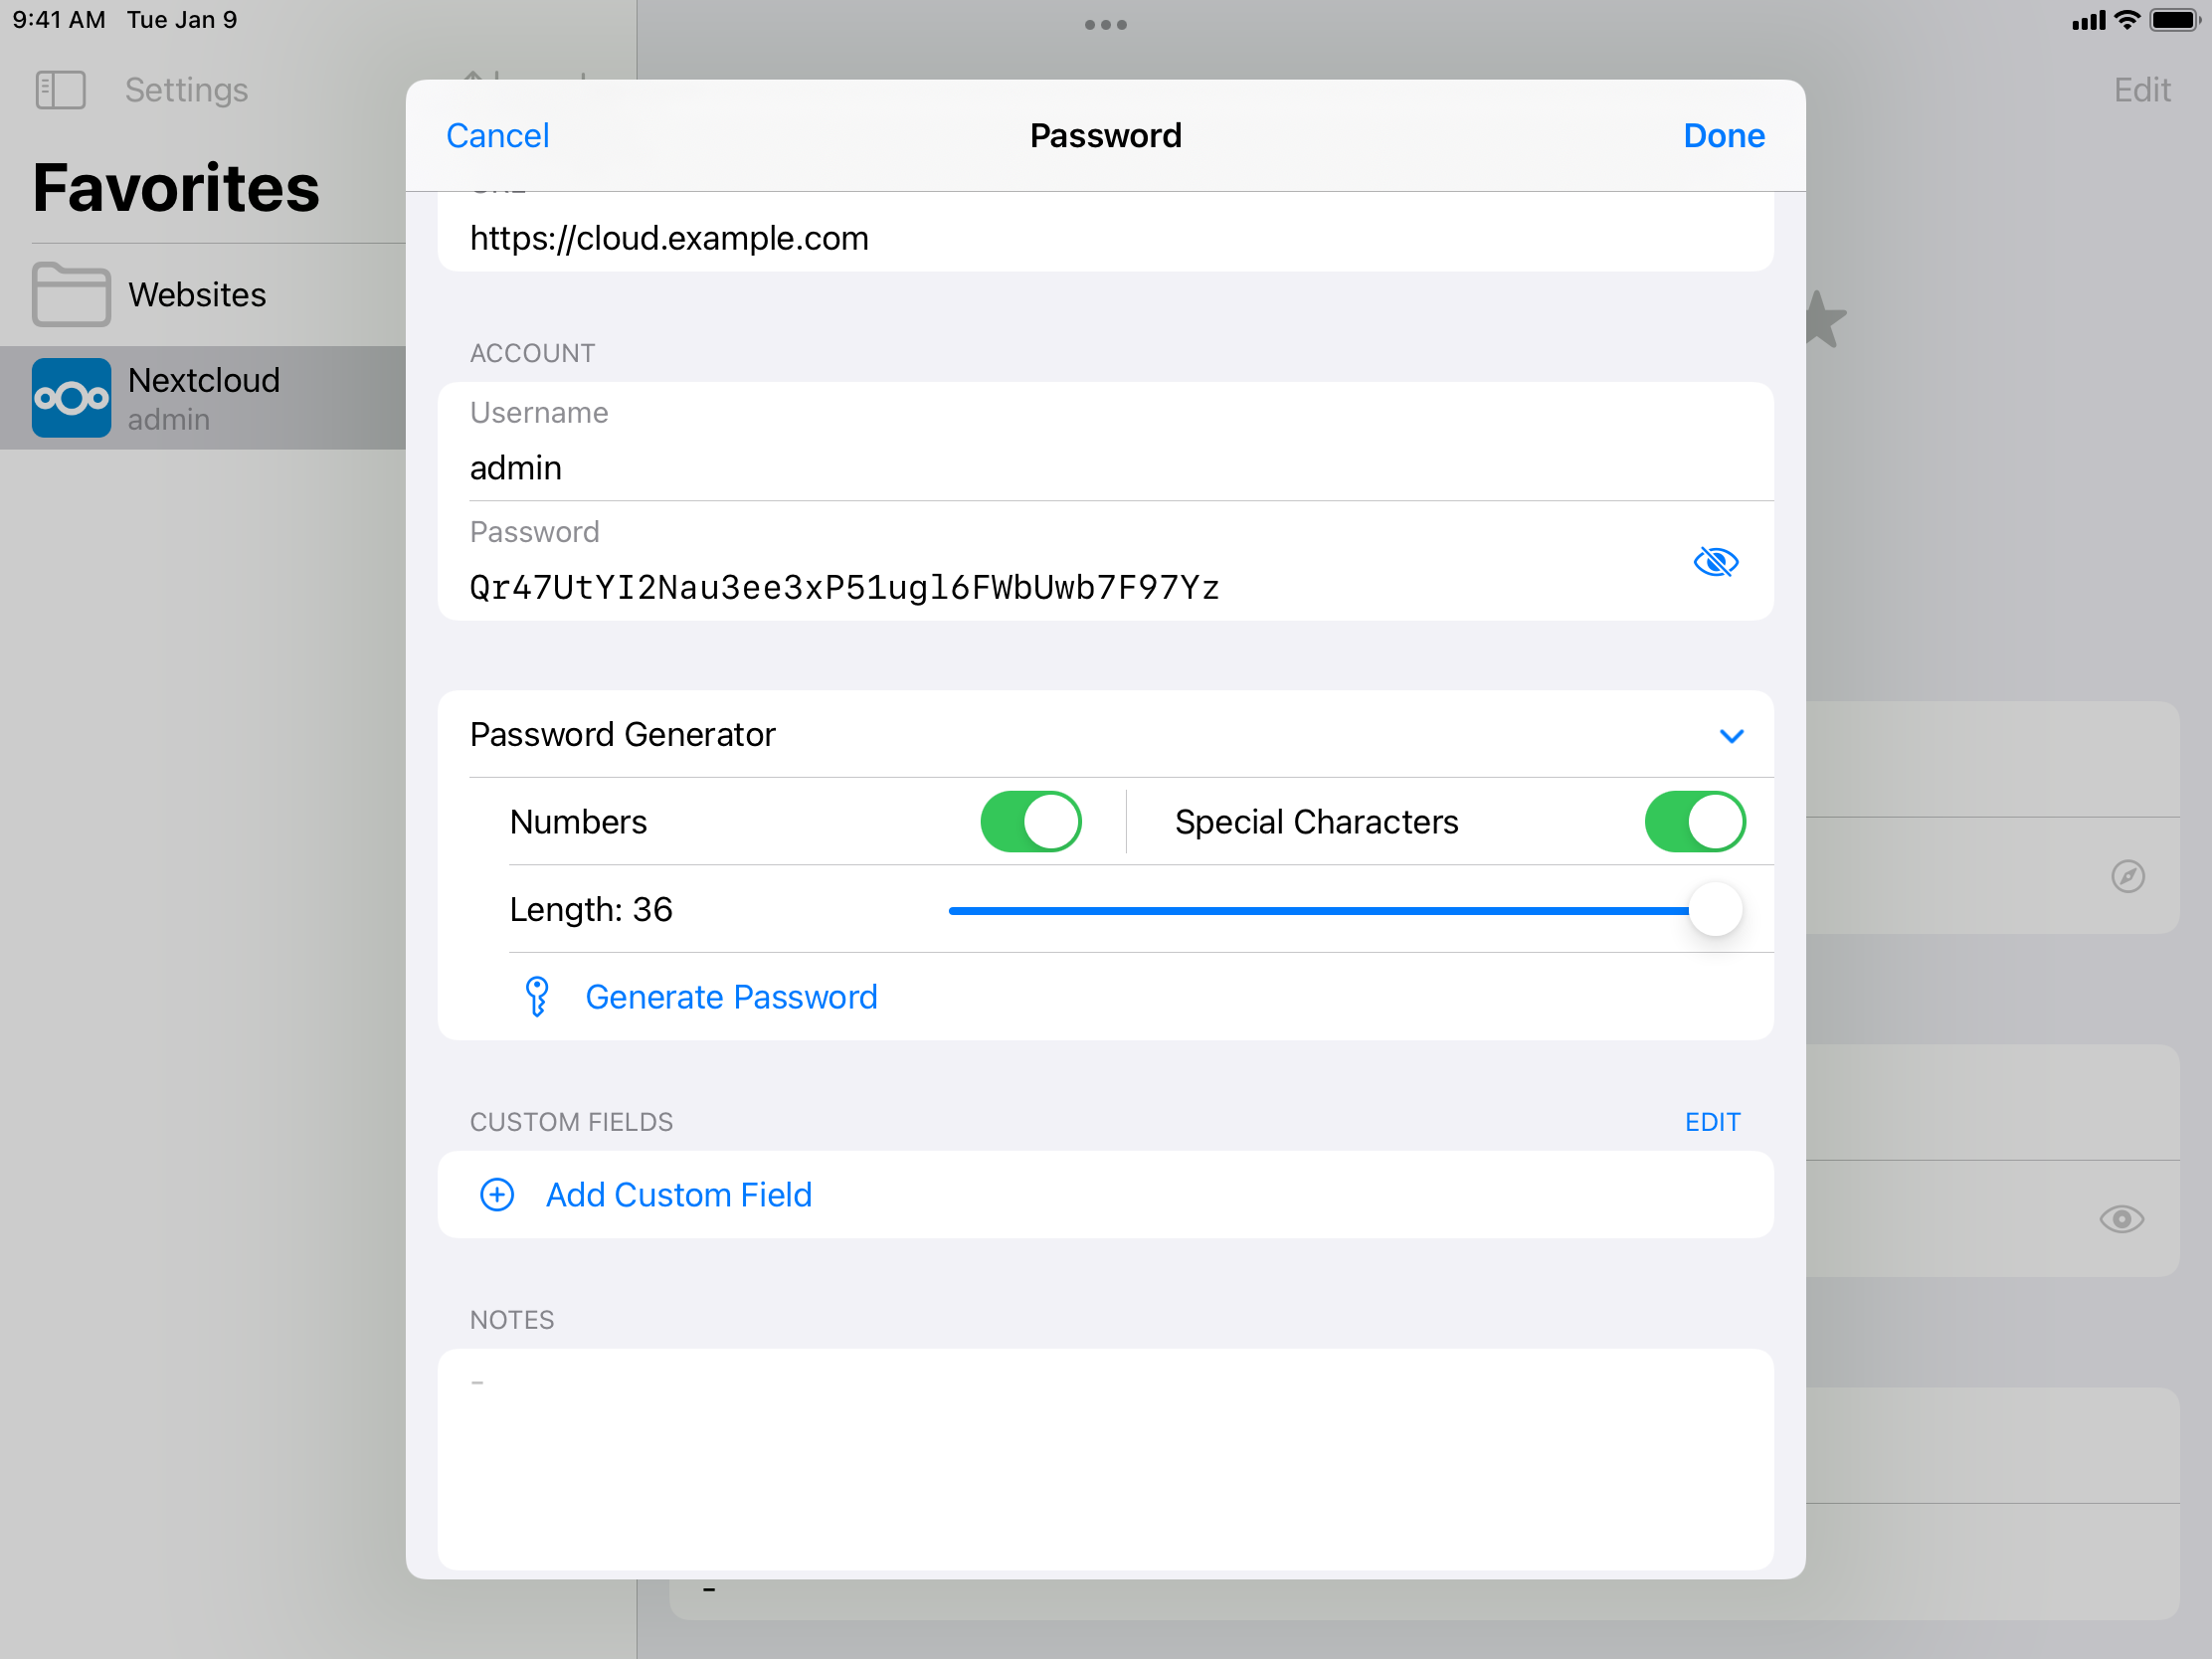 9:41 AM Tue Jan 9
Settings
Edit
Favorites
Websites
Nextcloud
admin
Cancel
Password
Done
https://cloud.example.com
ACCOUNT
Username
admin
Password
Qr47UtYI2Nau3ee3xP51ugl6FWbUwb7F97Yz
Password Generator
Numbers
Special Characters
Length: 36
Generate Password
CUSTOM FIELDS
EDIT
Add Custom Field
NOTES
-
-